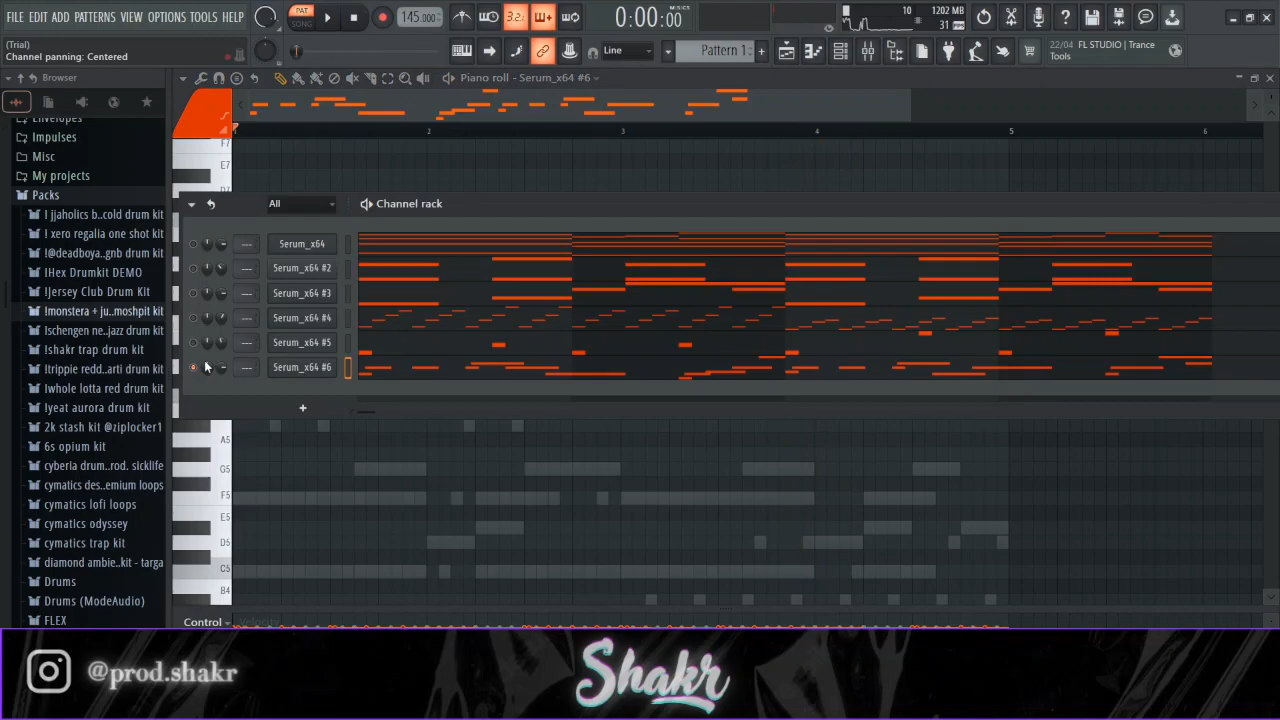 FILE EDIT ADD PATTERNS VIEW OPTIONS TOOLS HELP
PAT
SONG
145.000
3.2.
0:00:00
M:S:CS
10
1202 MB
31
(Trial)
Channel panning: Centered
Line
Pattern 1
22/04 FL STUDIO | Trance
Tools
Browser
Piano roll - Serum_x64 #6
Envelopes
Impulses
Misc
My projects
Packs
! jjaholics b..cold drum kit
! xero regalia one shot kit
!@deadboya..gnb drum kit
!Hex Drumkit DEMO
!Jersey Club Drum Kit
!monstera + ju..moshpit kit
!schengen ne..jazz drum kit
!shakr trap drum kit
!trippie redd..arti drum kit
!whole lotta red drum kit
!yeat aurora drum kit
2k stash kit @ziplocker1
6s opium kit
cyberia drum..rod. sicklife
cymatics des..emium loops
cymatics lofi loops
cymatics odyssey
cymatics trap kit
diamond ambie..kit - targa
Drums
Drums (ModeAudio)
FLEX
2 3 4 5 6
F7
E7
D7
All
Channel rack
--- Serum_x64
--- Serum_x64 #2
--- Serum_x64 #3
--- Serum_x64 #4
--- Serum_x64 #5
--- Serum_x64 #6
+
A5
G5
F5
E5
D5
C5
B4
Control
Velocity
@prod.shakr
Shakr